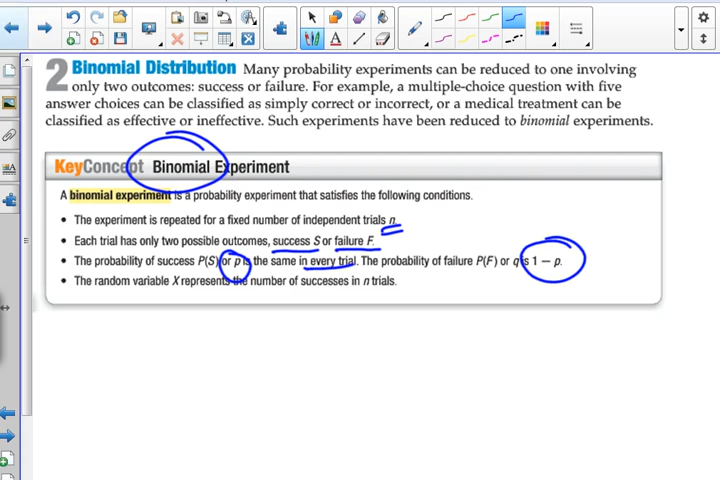 2 Binomial Distribution Many probability experiments can be reduced to one involving
only two outcomes: success or failure. For example, a multiple-choice question with five
answer choices can be classified as simply correct or incorrect, or a medical treatment can be
classified as effective or ineffective. Such experiments have been reduced to binomial experiments.
KeyConcept Binomial Experiment
A binomial experiment is a probability experiment that satisfies the following conditions.
• The experiment is repeated for a fixed number of independent trials n.
• Each trial has only two possible outcomes, success S or failure F.
• The probability of success P(S) or p is the same in every trial. The probability of failure P(F) or q is 1 − p.
• The random variable X represents the number of successes in n trials.